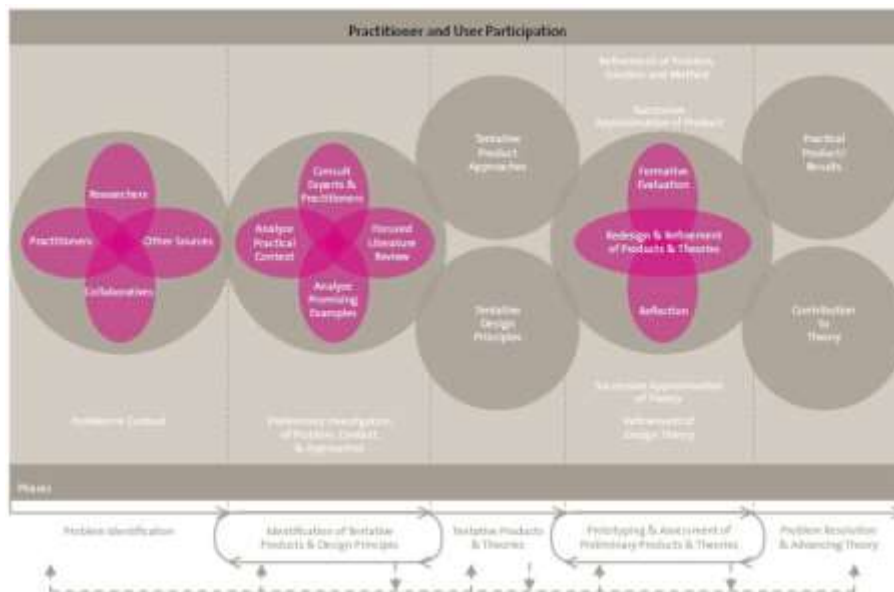 Practitioner and User Participation
Refinement of Problem,
Solution and Method
Successive
Approximation of Product
Researchers
Practitioners
Other Sources
Collaboratives
Consult
Experts &
Practitioners
Analyze
Practical
Context
Focused
Literature
Review
Analyze
Promising
Examples
Tentative
Product
Approaches
Tentative
Design
Principles
Formative
Evaluation
Redesign & Refinement
of Products & Theories
Reflection
Practical
Product/
Results
Contribution
to
Theory
Successive Approximation
of Theory
Refinement of
Design Theory
Context
Preliminary Investigation
of Problem, Context,
Phases
Problem Identification
Identification of Tentative
Products & Design Principle
Tentative Products
& Theories
Prototyping & Assessment of
Preliminary Products & Theories
Problem Resolution
& Advancing Theory